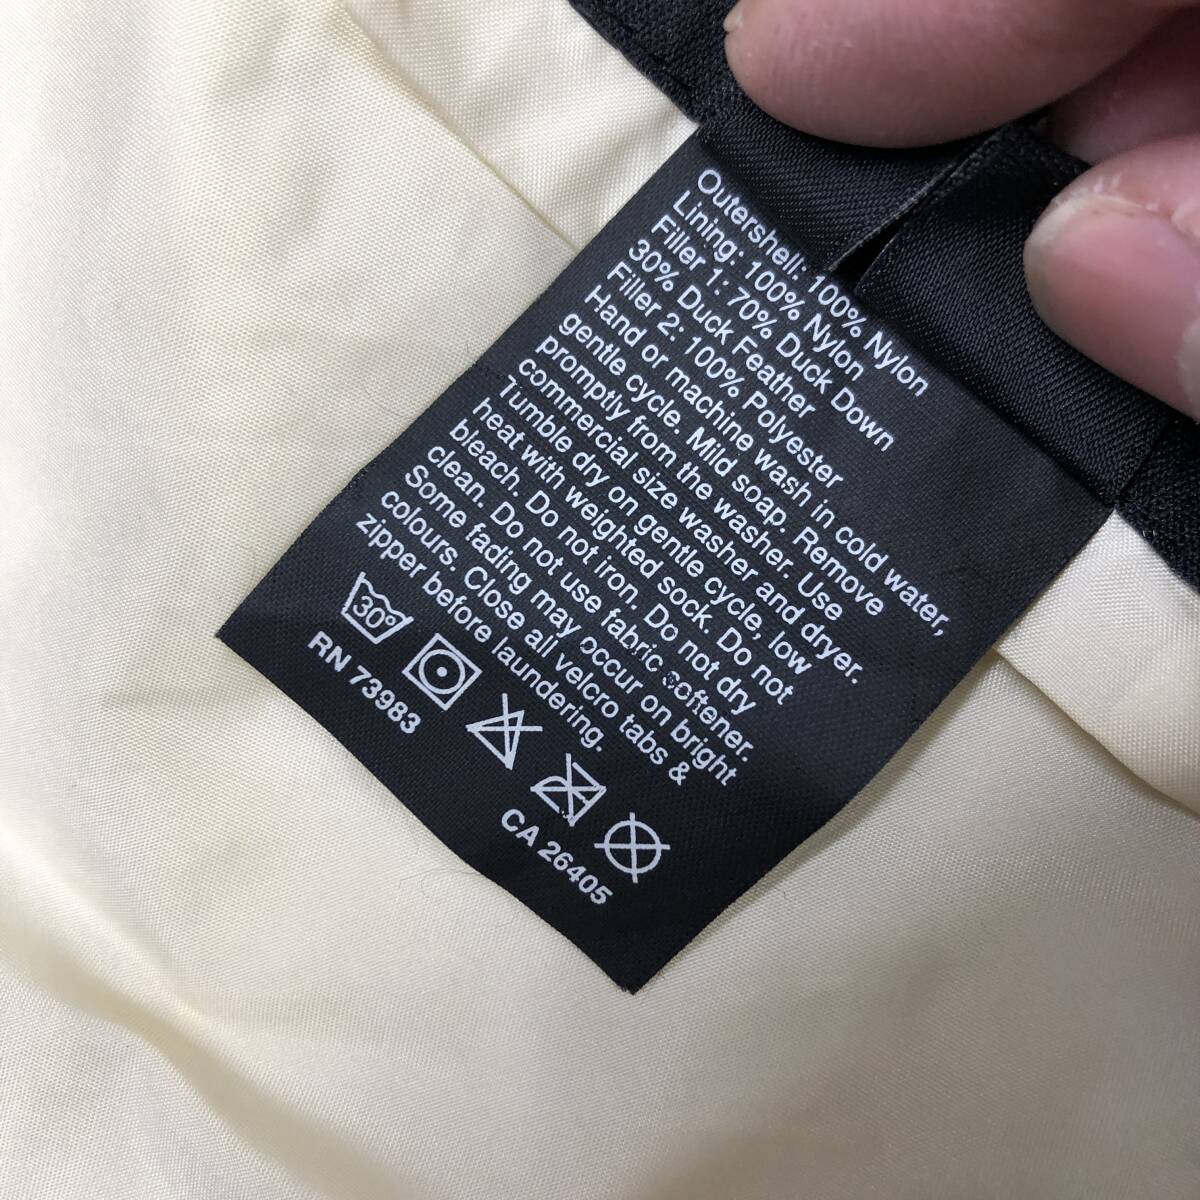 Outershell: 100% Nylon
Lining: 100% Nylon
Filler 1: 70% Duck Down
30% Duck Feather
Filler 2: 100% Polyester
Hand or machine wash in cold water,
gentle cycle. Mild soap. Remove
promptly from the washer. Use
commercial size washer and dryer.
Tumble dry on gentle cycle, low
heat with weighted sock. Do not
bleach. Do not iron. Do not dry
clean. Do not use fabric softener.
Some fading may occur on bright
colours. Close all velcro tabs &
zipper before laundering.
30°
RN 73983
CA 26405